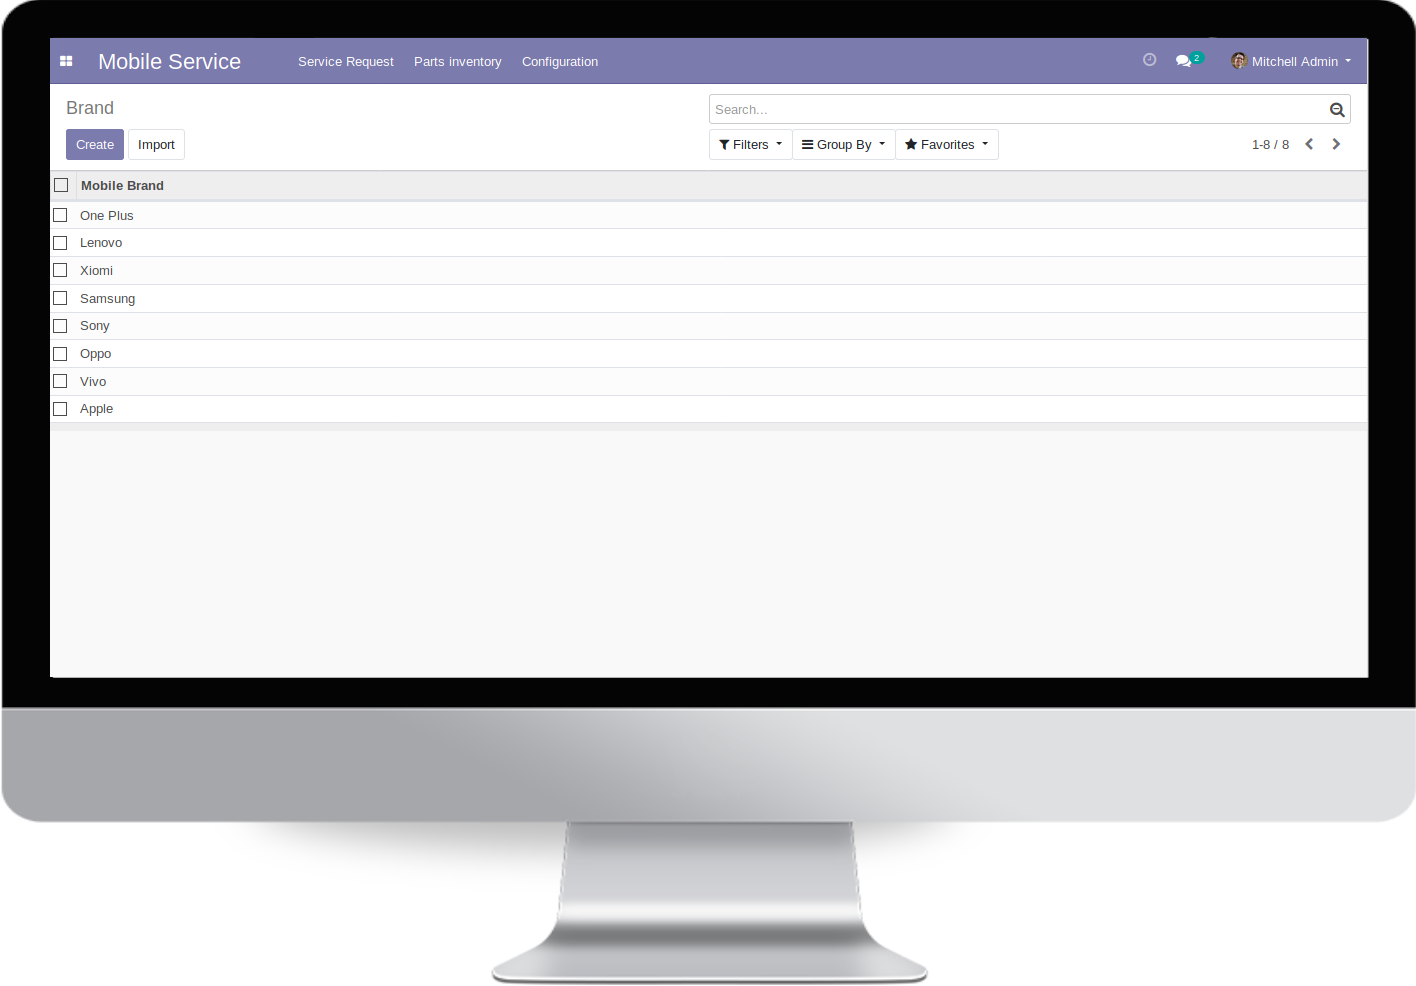 Mobile Service Service Request Parts inventory Configuration 2 Mitchell Admin
Brand Search...
Create Import Filters Group By Favorites 1-8 / 8
Mobile Brand
One Plus
Lenovo
Xiomi
Samsung
Sony
Oppo
Vivo
Apple